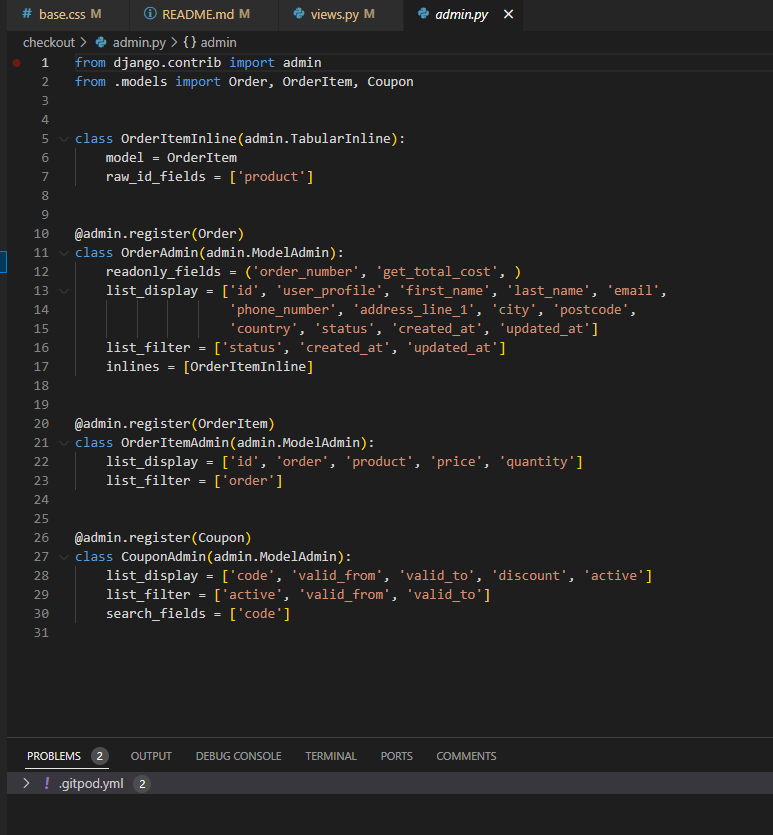 # base.css M README.md M views.py M admin.py ×
checkout > admin.py > {} admin
1 from django.contrib import admin
2 from .models import Order, OrderItem, Coupon
3
4
5 class OrderItemInline(admin.TabularInline):
6 model = OrderItem
7 raw_id_fields = ['product']
8
9
10 @admin.register(Order)
11 class OrderAdmin(admin.ModelAdmin):
12 readonly_fields = ('order_number', 'get_total_cost', )
13 list_display = ['id', 'user_profile', 'first_name', 'last_name', 'email',
14 'phone_number', 'address_line_1', 'city', 'postcode',
15 'country', 'status', 'created_at', 'updated_at']
16 list_filter = ['status', 'created_at', 'updated_at']
17 inlines = [OrderItemInline]
18
19
20 @admin.register(OrderItem)
21 class OrderItemAdmin(admin.ModelAdmin):
22 list_display = ['id', 'order', 'product', 'price', 'quantity']
23 list_filter = ['order']
24
25
26 @admin.register(Coupon)
27 class CouponAdmin(admin.ModelAdmin):
28 list_display = ['code', 'valid_from', 'valid_to', 'discount', 'active']
29 list_filter = ['active', 'valid_from', 'valid_to']
30 search_fields = ['code']
31
PROBLEMS 2 OUTPUT DEBUG CONSOLE TERMINAL PORTS COMMENTS
> ! .gitpod.yml 2